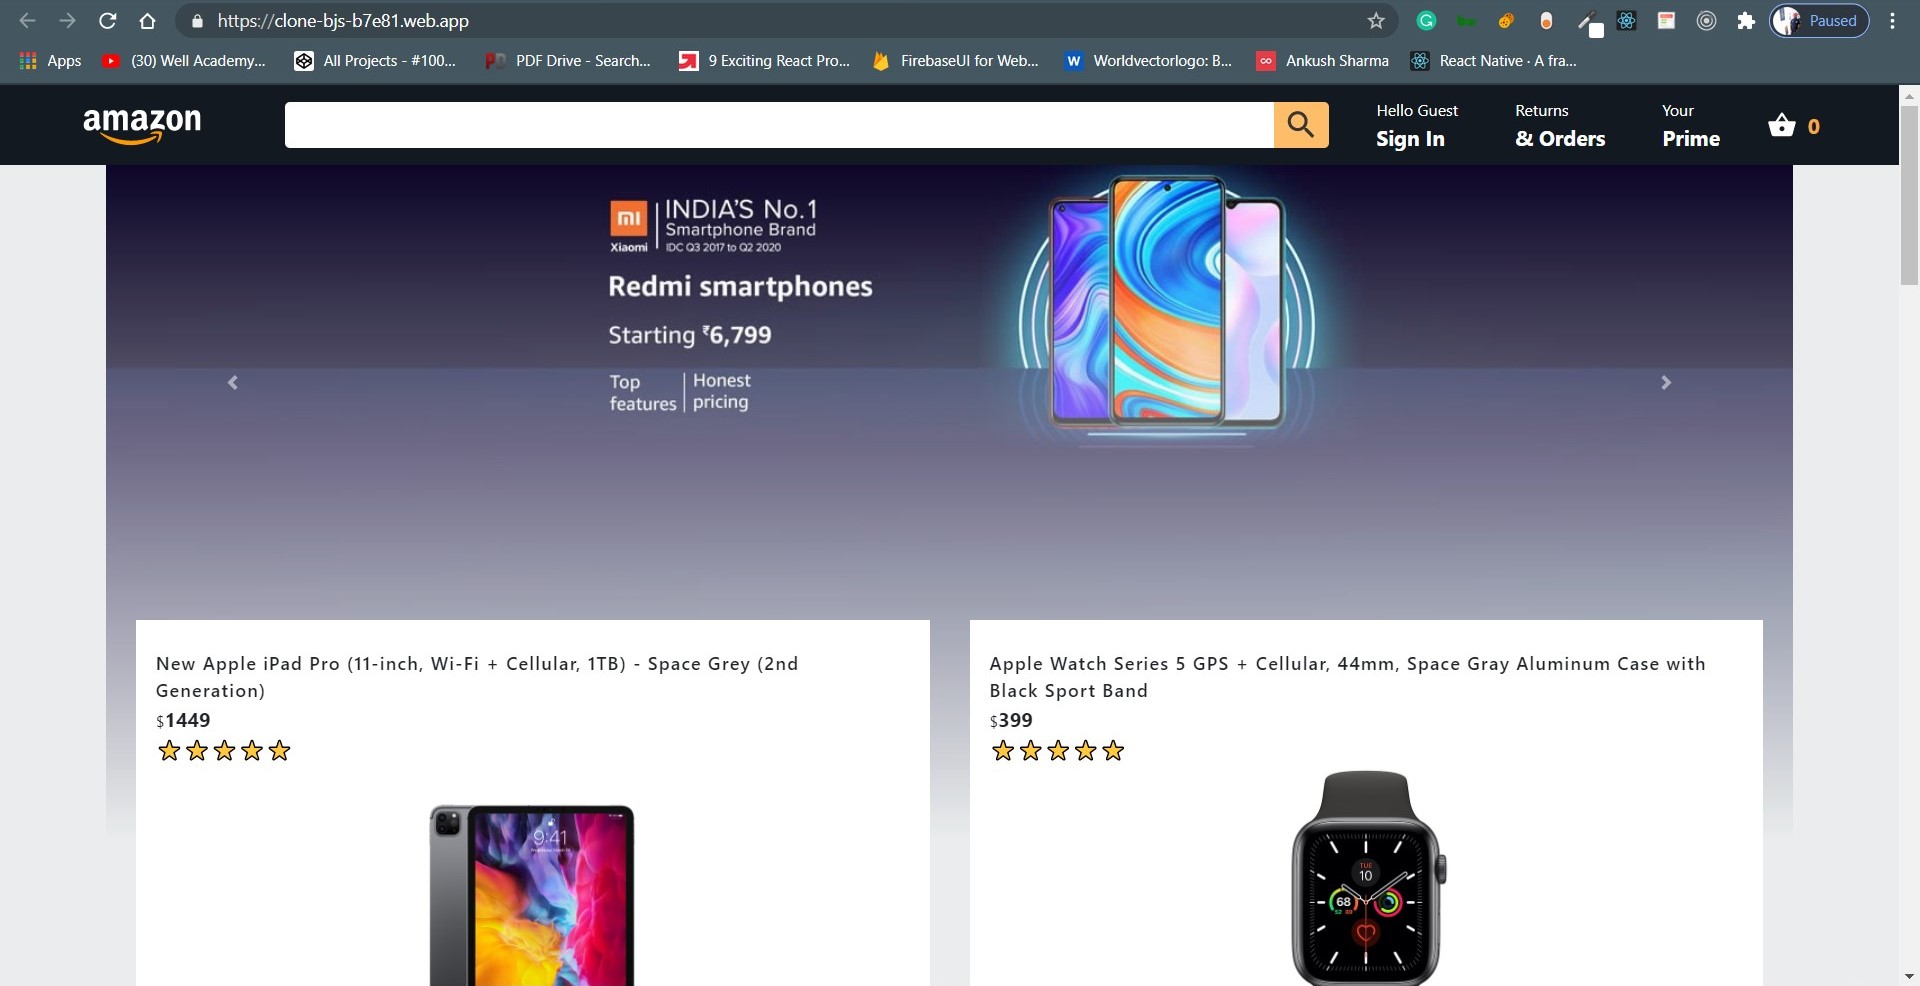 https://clone-bjs-b7e81.web.app
Paused
Apps
(30) Well Academy...
All Projects - #100...
PDF Drive - Search...
9 Exciting React Pro...
FirebaseUI for Web...
W
Worldvectorlogo: B...
Ankush Sharma
React Native · A fra...
amazon
Hello Guest
Sign In
Returns
& Orders
Your
Prime
0
mi
Xiaomi
INDIA'S No.1
Smartphone Brand
IDC Q3 2017 to Q2 2020
Redmi smartphones
Starting ₹6,799
Top
features
Honest
pricing
New Apple iPad Pro (11-inch, Wi-Fi + Cellular, 1TB) - Space Grey (2nd
Generation)
$1449
Apple Watch Series 5 GPS + Cellular, 44mm, Space Gray Aluminum Case with
Black Sport Band
$399
9:41
TUE
10
68